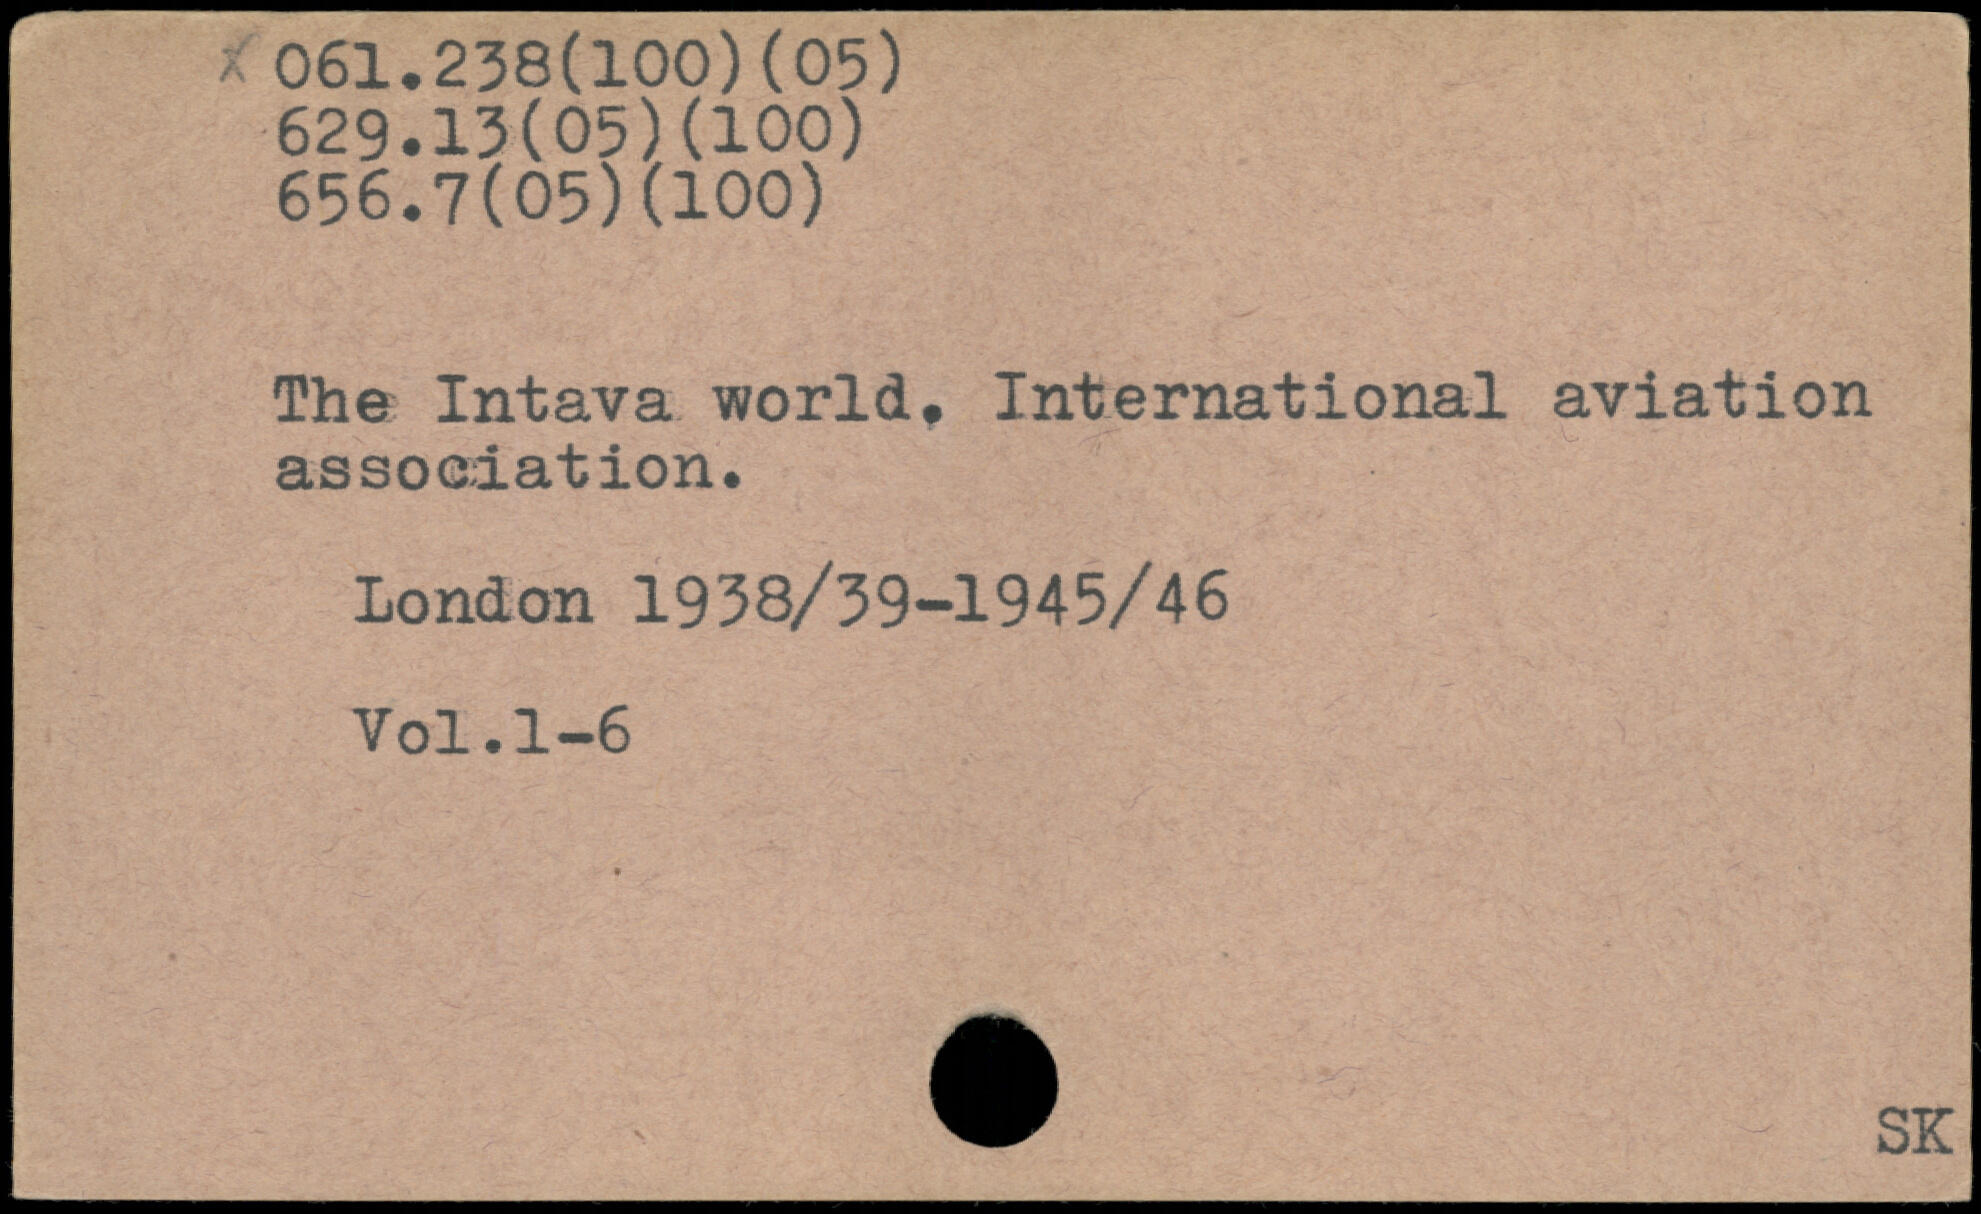 x 061.238(100)(05)
629.13(05)(100)
656.7(05)(100)
The Intava world. International aviation
association.
London 1938/39-1945/46
Vol.1-6
SK